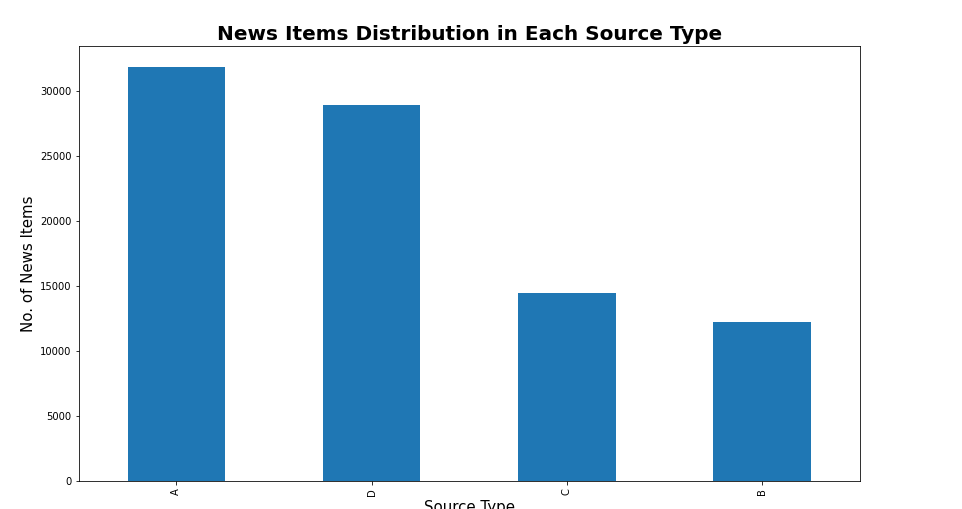 News Items Distribution in Each Source Type
No. of News Items
30000
25000
20000
15000
10000
5000
0
A
D
C
B
Source Type